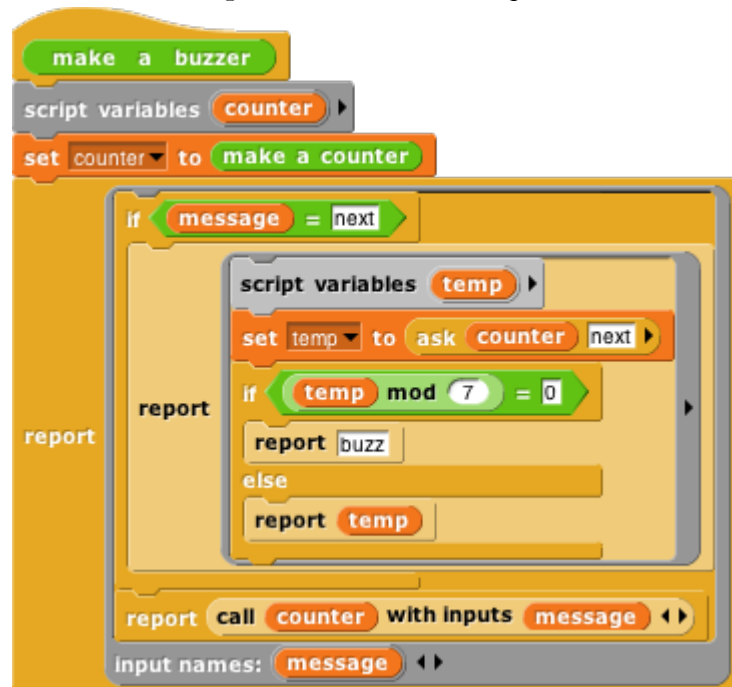 make a buzzer
script variables counter
set counter to make a counter
if message = next
script variables temp
set temp to ask counter next
if temp mod 7 = 0
report
report
report buzz
else
report temp
report call counter with inputs message
input names: message